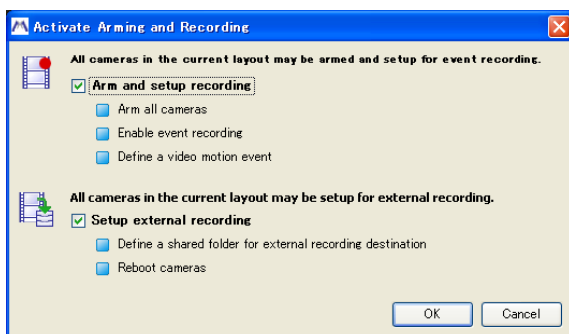 Activate Arming and Recording
All cameras in the current layout may be armed and setup for event recording.
Arm and setup recording
Arm all cameras
Enable event recording
Define a video motion event
All cameras in the current layout may be setup for external recording.
Setup external recording
Define a shared folder for external recording destination
Reboot cameras
OK Cancel